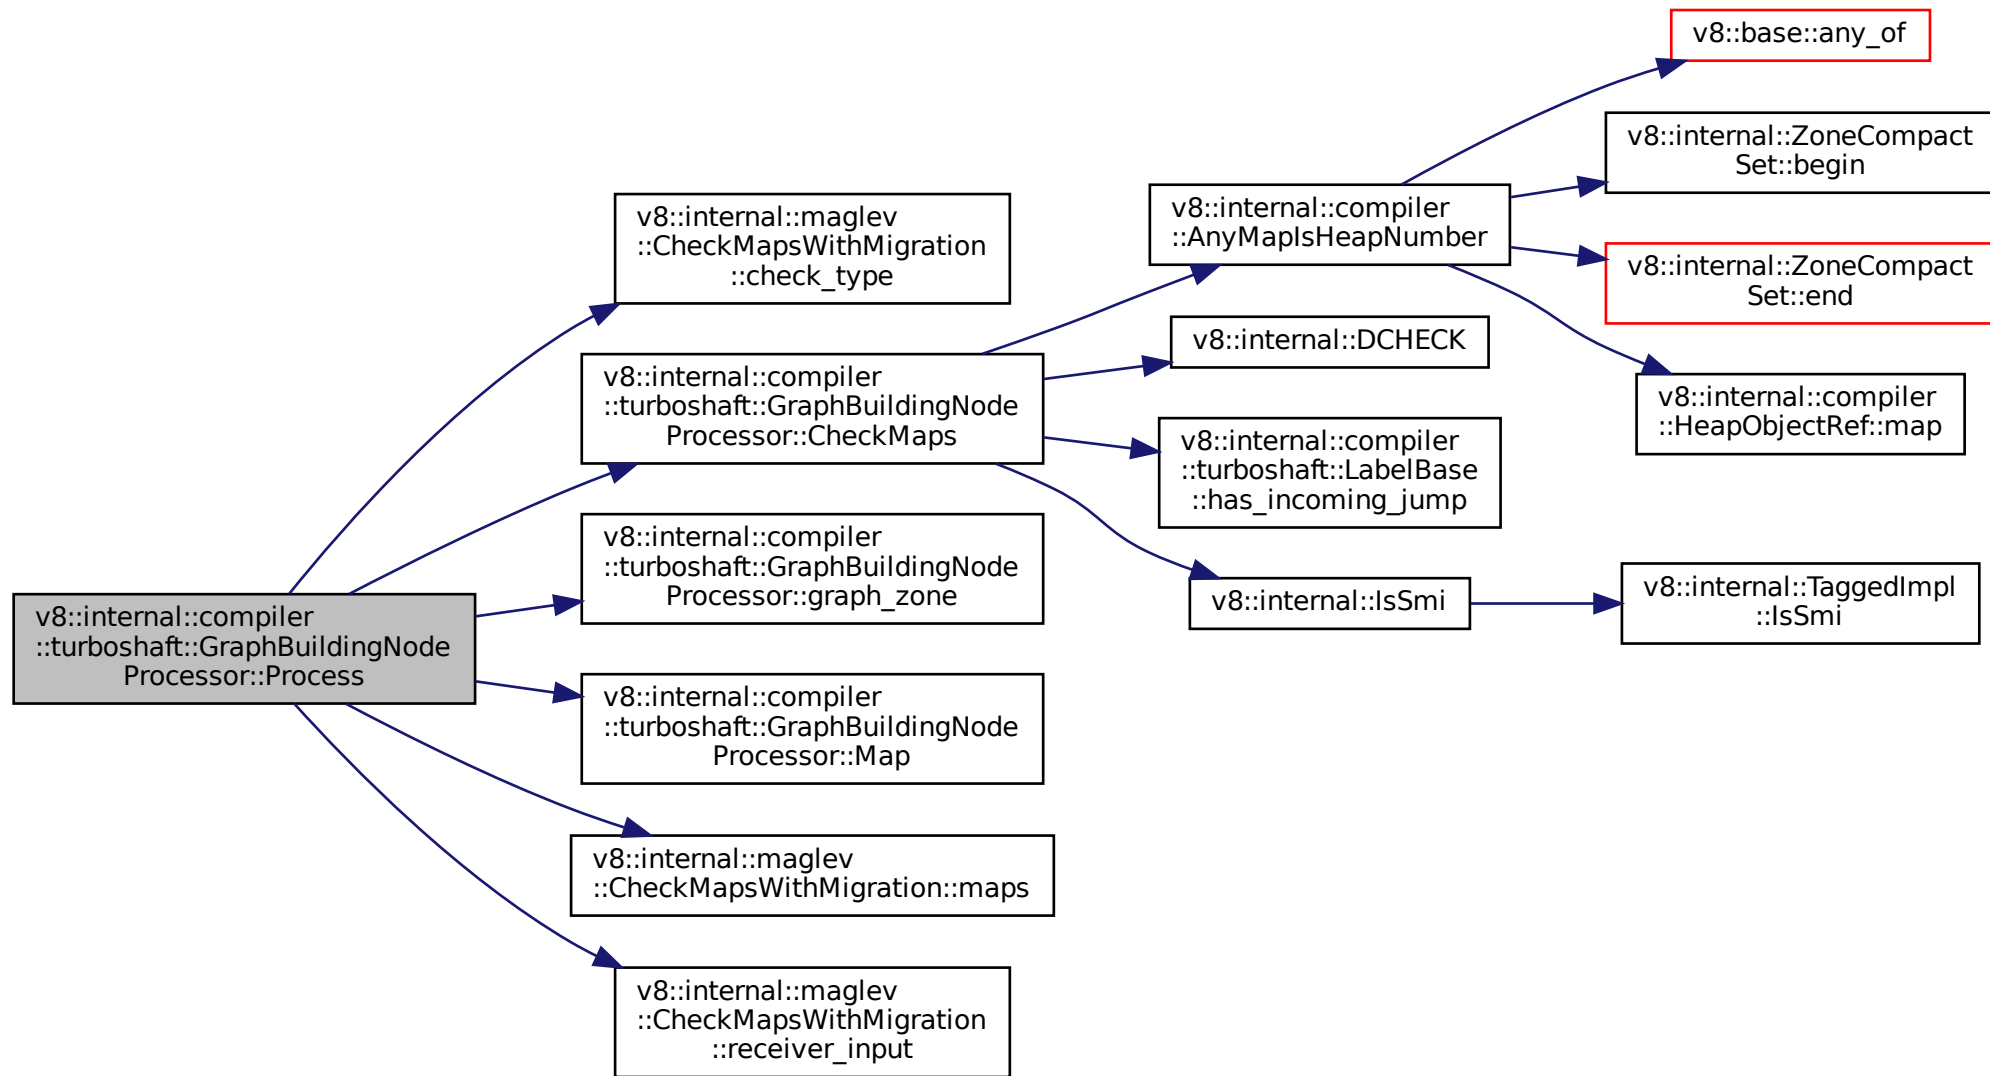 v8::internal::compiler
::turboshaft::GraphBuildingNode
Processor::Process
v8::internal::maglev
::CheckMapsWithMigration
::check_type
v8::internal::compiler
::turboshaft::GraphBuildingNode
Processor::CheckMaps
v8::internal::compiler
::turboshaft::GraphBuildingNode
Processor::graph_zone
v8::internal::compiler
::turboshaft::GraphBuildingNode
Processor::Map
v8::internal::maglev
::CheckMapsWithMigration::maps
v8::internal::maglev
::CheckMapsWithMigration
::receiver_input
v8::internal::compiler
::AnyMapIsHeapNumber
v8::internal::DCHECK
v8::internal::compiler
::turboshaft::LabelBase
::has_incoming_jump
v8::internal::IsSmi
v8::base::any_of
v8::internal::ZoneCompact
Set::begin
v8::internal::ZoneCompact
Set::end
v8::internal::compiler
::HeapObjectRef::map
v8::internal::TaggedImpl
::IsSmi